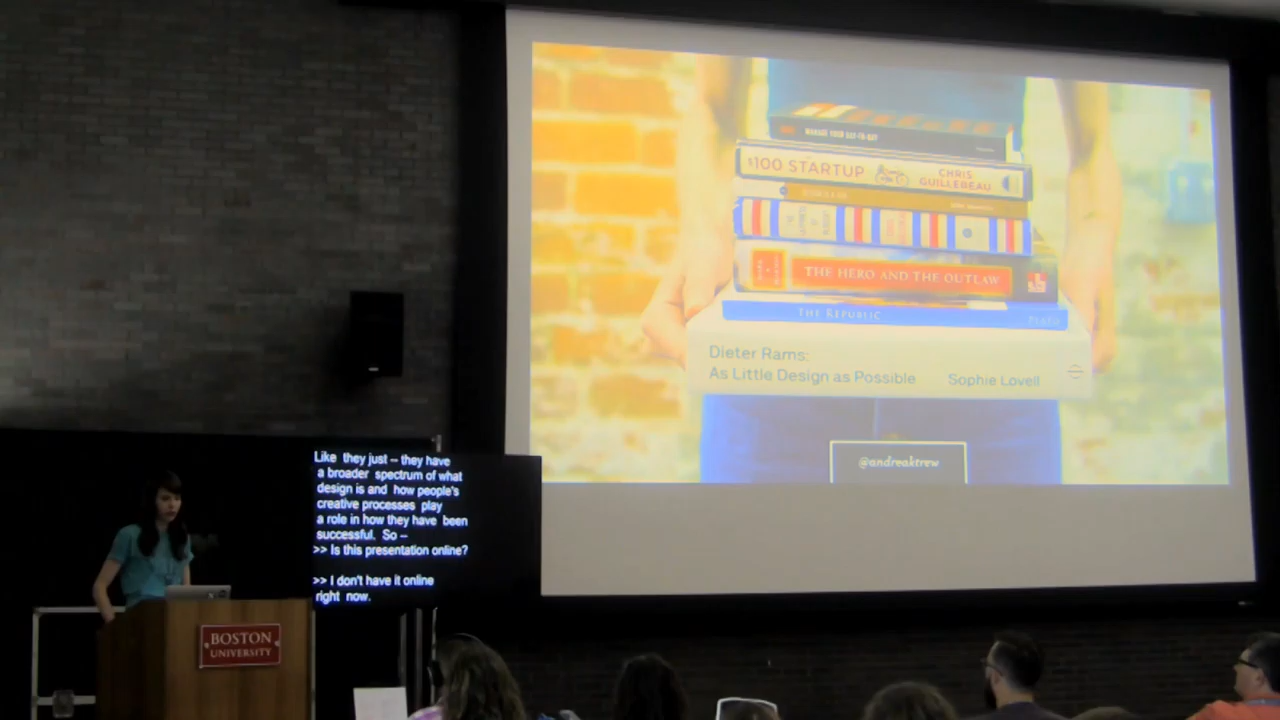 MANAGE YOUR DAY-TO-DAY
$100 STARTUP
CHRIS
GUILLEBEAU
THE HERO AND THE OUTLAW
THE REPUBLIC
PLATO
Dieter Rams:
As Little Design as Possible
Sophie Lovell
@andreaktrew
Like they just -- they have
a broader spectrum of what
design is and how people's
creative processes play
a role in how they have been
successful. So --
>> Is this presentation online?
>> I don't have it online
right now.
BOSTON
UNIVERSITY